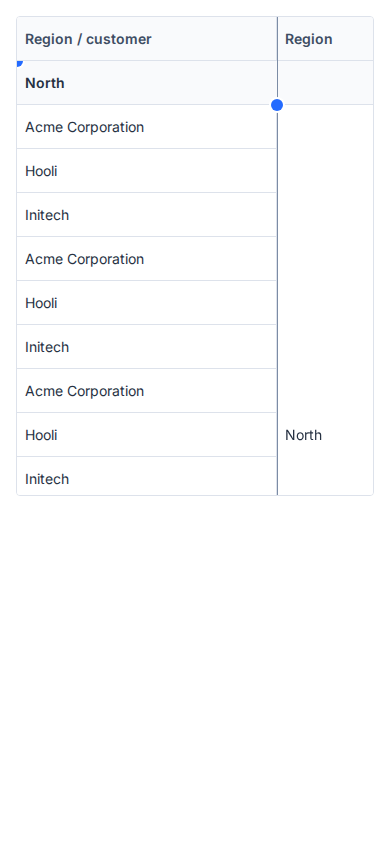 Region / customer Region
North
Acme Corporation
Hooli
Initech
Acme Corporation
Hooli
Initech
Acme Corporation
Hooli North
Initech